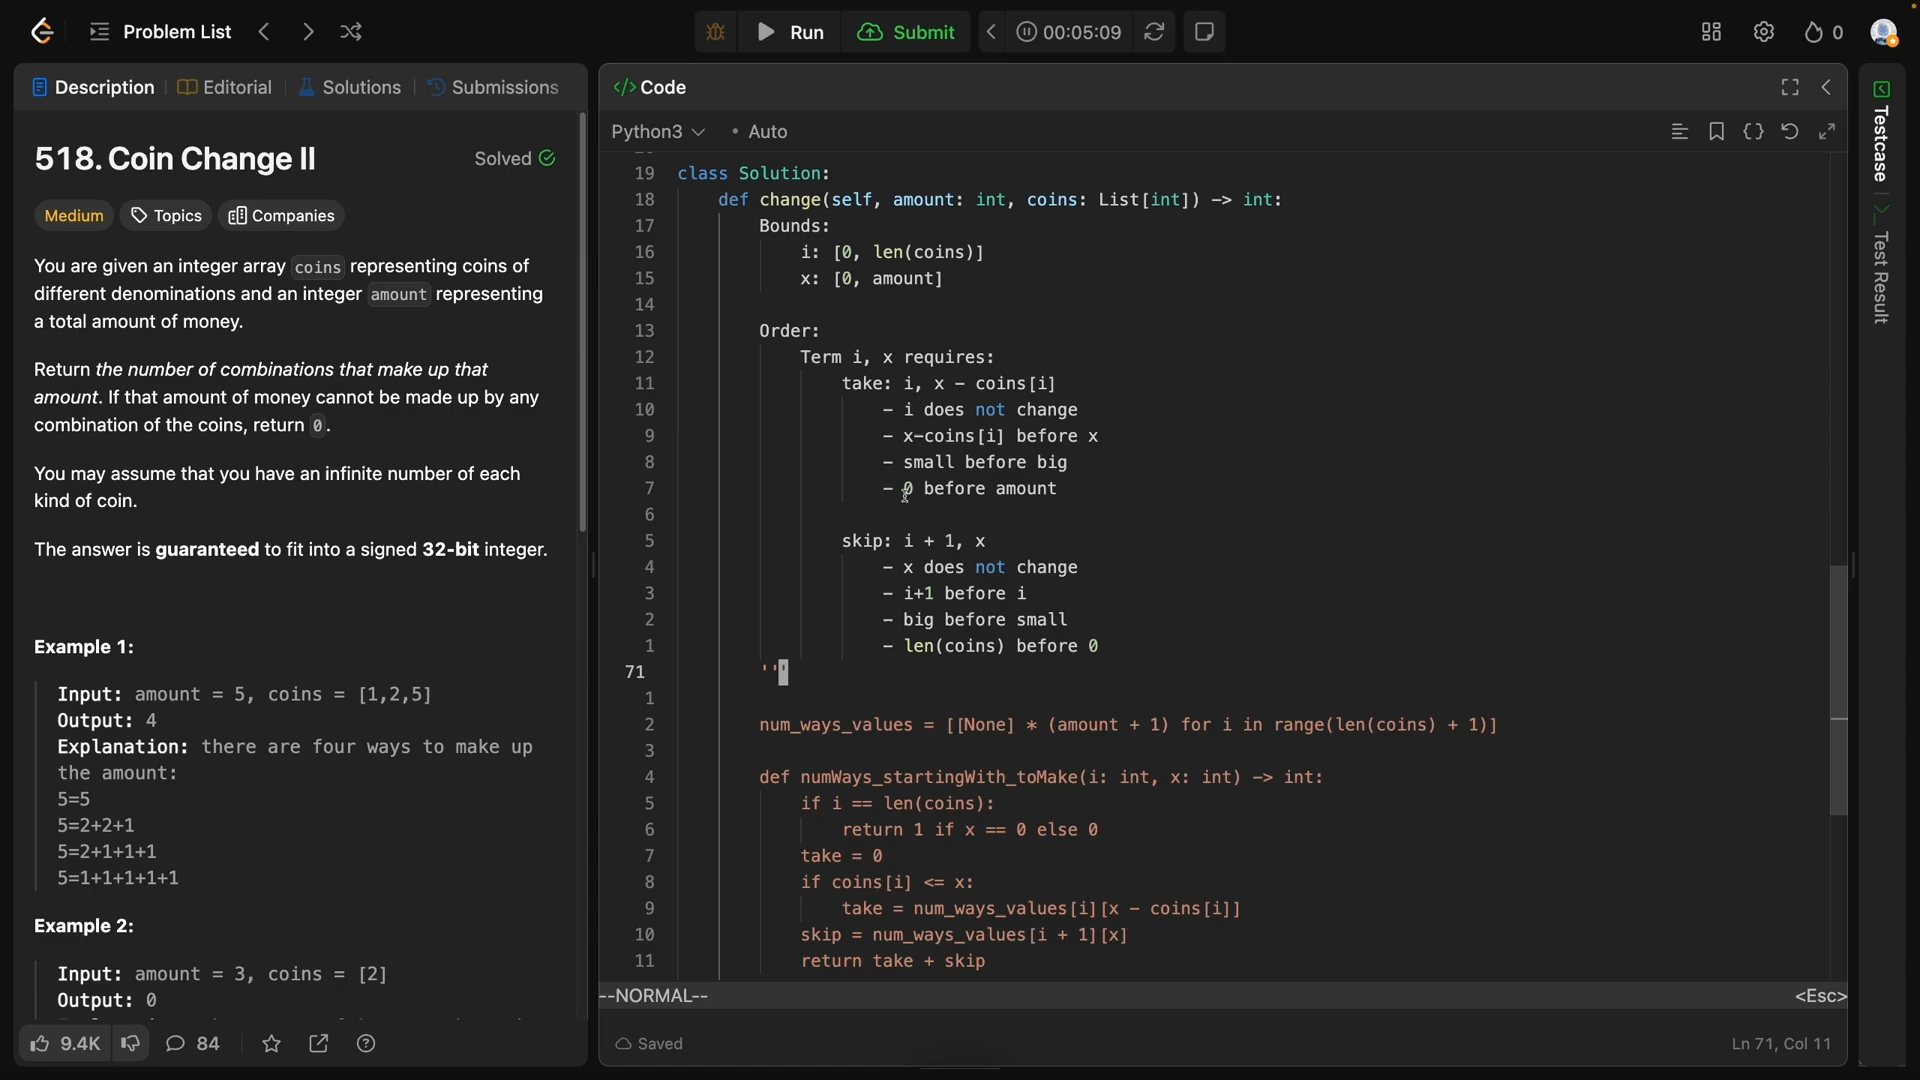 Problem List
Run
Submit
00:05:09
0
Description
Editorial
Solutions
Submissions
518. Coin Change II
Solved
Medium
Topics
Companies
You are given an integer array coins representing coins of
different denominations and an integer amount representing
a total amount of money.
Return the number of combinations that make up that
amount. If that amount of money cannot be made up by any
combination of the coins, return 0.
You may assume that you have an infinite number of each
kind of coin.
The answer is guaranteed to fit into a signed 32-bit integer.
Example 1:
Input: amount = 5, coins = [1,2,5]
Output: 4
Explanation: there are four ways to make up
the amount:
5=5
5=2+2+1
5=2+1+1+1
5=1+1+1+1+1
Example 2:
Input: amount = 3, coins = [2]
Output: 0
9.4K
84
</> Code
Python3
• Auto
19 class Solution:
18 def change(self, amount: int, coins: List[int]) -> int:
17 Bounds:
16 i: [0, len(coins)]
15 x: [0, amount]
14
13 Order:
12 Term i, x requires:
11 take: i, x - coins[i]
10 - i does not change
9 - x-coins[i] before x
8 - small before big
7 - 0 before amount
6
5 skip: i + 1, x
4 - x does not change
3 - i+1 before i
2 - big before small
1 - len(coins) before 0
71 '''
1
2 num_ways_values = [[None] * (amount + 1) for i in range(len(coins) + 1)]
3
4 def numWays_startingWith_toMake(i: int, x: int) -> int:
5 if i == len(coins):
6 return 1 if x == 0 else 0
7 take = 0
8 if coins[i] <= x:
9 take = num_ways_values[i][x - coins[i]]
10 skip = num_ways_values[i + 1][x]
11 return take + skip
--NORMAL--
<Esc>
Saved
Ln 71, Col 11
Testcase
Test Result